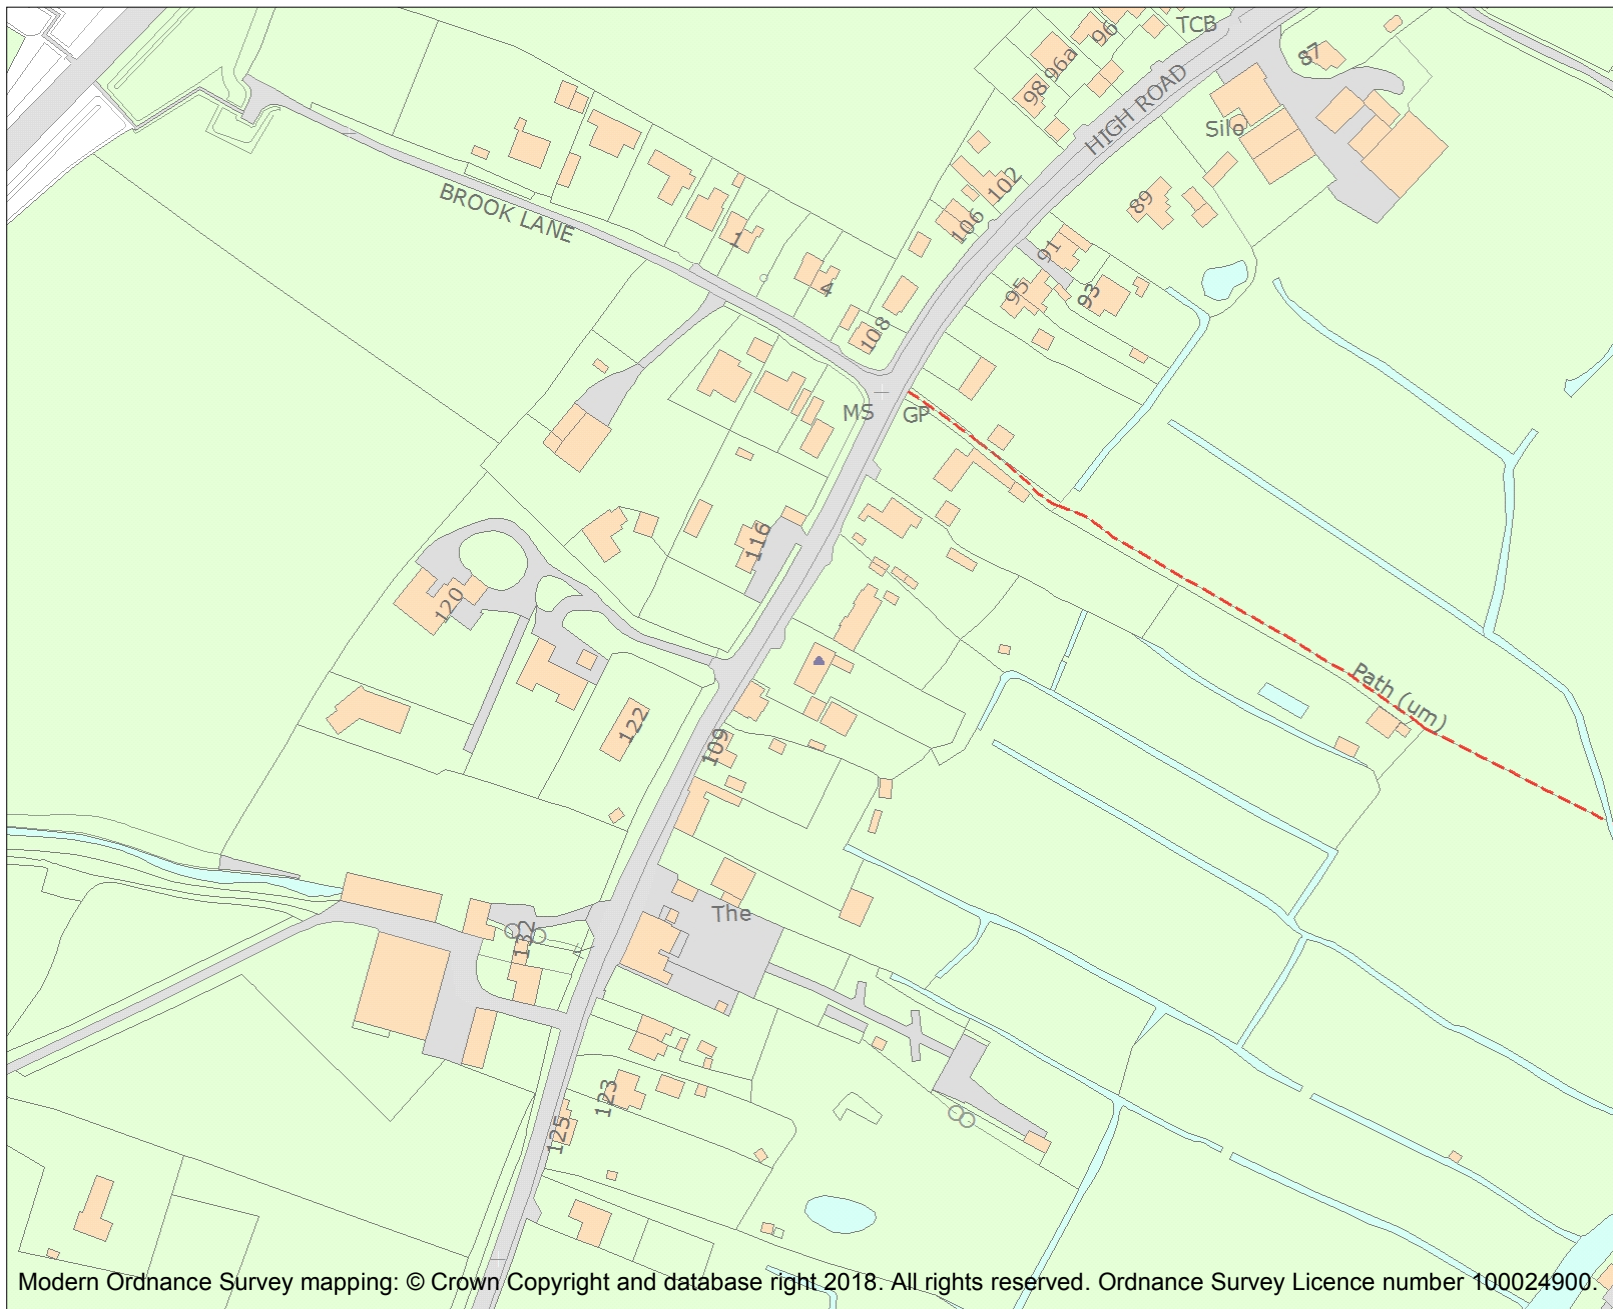 TCB
96
87
96a
98
HIGH ROAD
Silo
102
BROOK LANE
89
106
1
91
4
95
93
108
MS
GP
116
120
Path (um)
122
109
The
132
123
125
Modern Ordnance Survey mapping: © Crown Copyright and database right 2018. All rights reserved. Ordnance Survey Licence number 100024900.